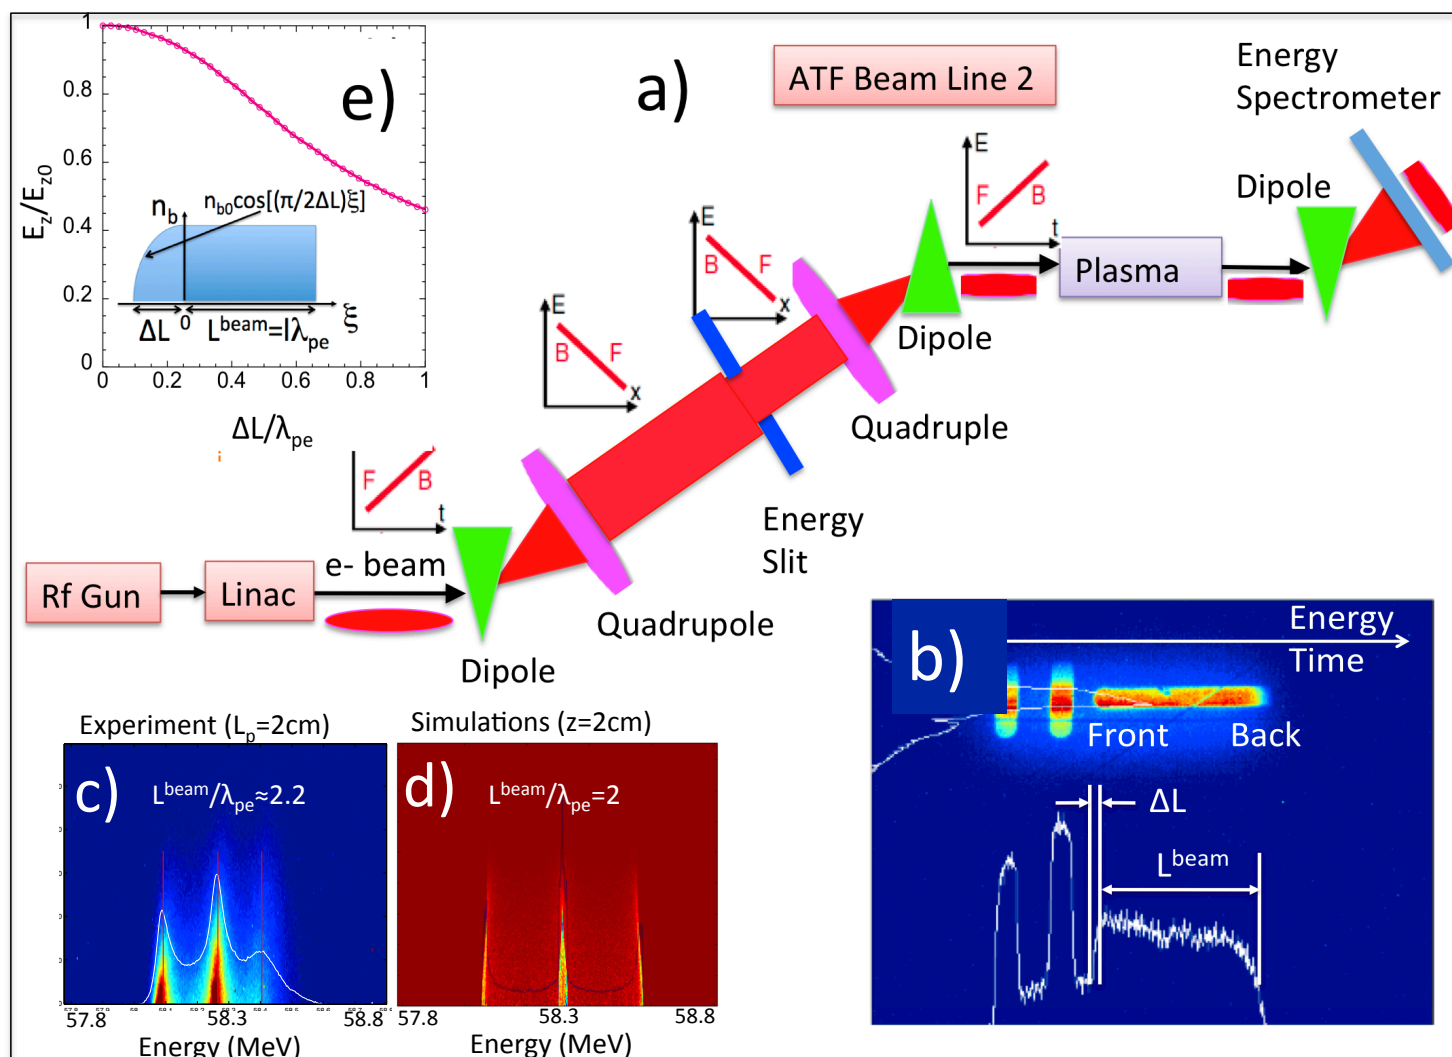 e)
E_z/E_z0
1
0.8
0.6
0.4
0.2
0
0 0.2 0.4 0.6 0.8 1
ΔL/λ_pe
n_b
n_b0cos[(π/2ΔL)ξ]
ΔL 0 L^beam=lλ_pe ξ
a)
ATF Beam Line 2
Energy
Spectrometer
Dipole
E
F B
t
Plasma
E
B F
x
Dipole
Quadruple
E
B F
x
Energy
Slit
F B
t
e- beam
Rf Gun
Linac
Quadrupole
Dipole
b)
Energy
Time
Front Back
ΔL
L^beam
Experiment (L_p=2cm)
c)
L^beam/λ_pe≈2.2
57.8 58.3 58.8
Energy (MeV)
Simulations (z=2cm)
d)
L^beam/λ_pe=2
57.8 58.3 58.8
Energy (MeV)